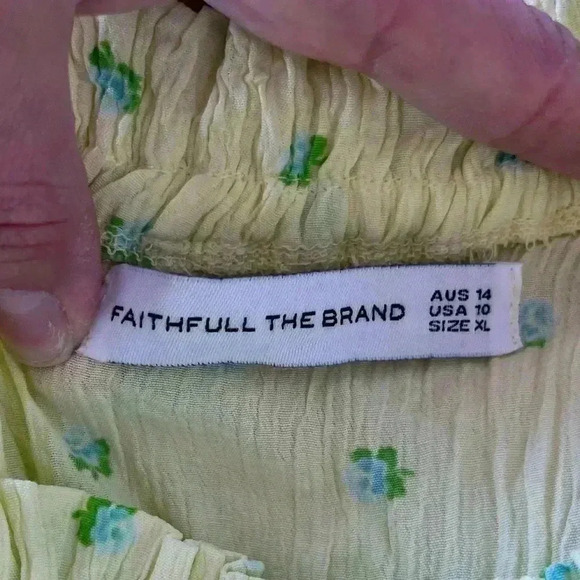 FAITHFULL THE BRAND
AUS 14
USA 10
SIZE XL